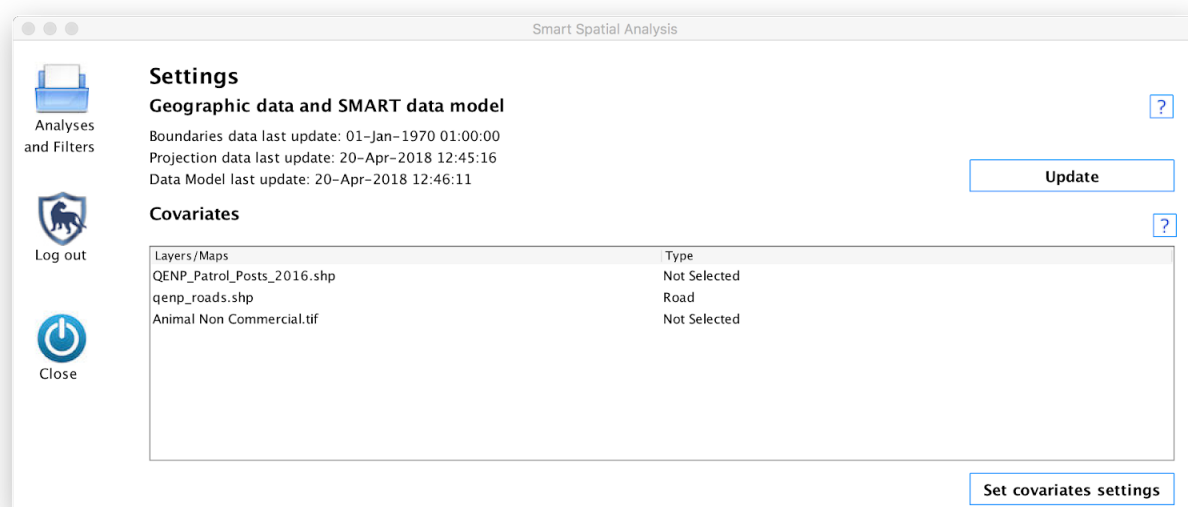 Smart Spatial Analysis
Analyses
and Filters
Log out
Close
Settings
Geographic data and SMART data model
?
Boundaries data last update: 01-Jan-1970 01:00:00
Projection data last update: 20-Apr-2018 12:45:16
Data Model last update: 20-Apr-2018 12:46:11
Update
Covariates
?
Layers/Maps Type
QENP_Patrol_Posts_2016.shp Not Selected
qenp_roads.shp Road
Animal Non Commercial.tif Not Selected
Set covariates settings